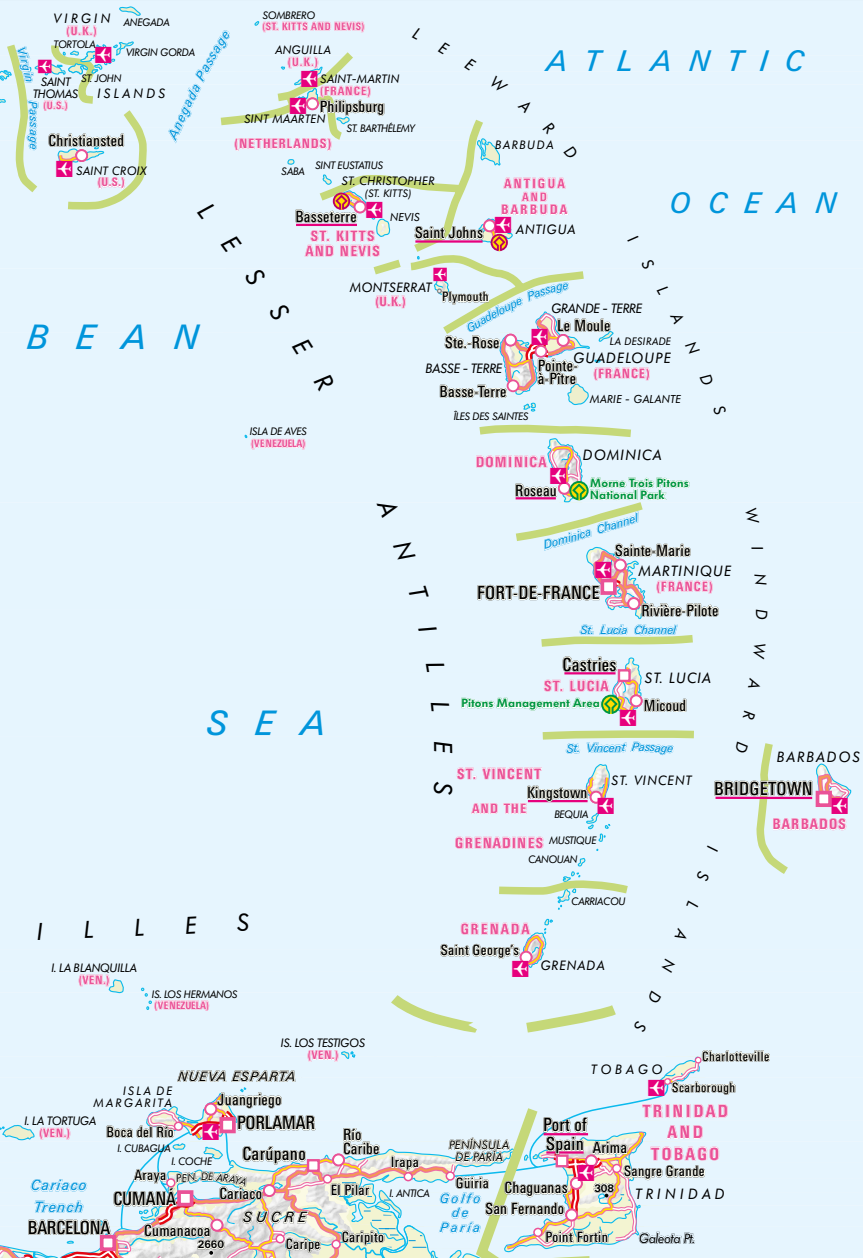 VIRGIN
(U.K.)
ANEGADA
TORTOLA
VIRGIN GORDA
ST. JOHN
SAINT
THOMAS
(U.S.)
ISLANDS
Virgin
Passage
Anegada Passage
Christiansted
SAINT CROIX
(U.S.)
SOMBRERO
(ST. KITTS AND NEVIS)
ANGUILLA
(U.K.)
SAINT-MARTIN
(FRANCE)
Philipsburg
SINT MAARTEN
(NETHERLANDS)
ST. BARTHÉLEMY
SABA
SINT EUSTATIUS
ST. CHRISTOPHER
(ST. KITTS)
Basseterre
NEVIS
ST. KITTS
AND NEVIS
LEEWARD
ISLANDS
ATLANTIC
OCEAN
BARBUDA
ANTIGUA
AND
BARBUDA
Saint Johns
ANTIGUA
MONTSERRAT
(U.K.)
Plymouth
Guadeloupe Passage
GRANDE - TERRE
Le Moule
LA DESIRADE
Ste.-Rose
GUADELOUPE
(FRANCE)
BASSE - TERRE
Pointe-
à-Pître
Basse-Terre
MARIE - GALANTE
ÎLES DES SAINTES
LESSER
ANTILLES
BEAN
SEA
ISLA DE AVES
(VENEZUELA)
DOMINICA
DOMINICA
Roseau
Morne Trois Pitons
National Park
Dominica Channel
Sainte-Marie
MARTINIQUE
(FRANCE)
FORT-DE-FRANCE
Rivière-Pilote
St. Lucia Channel
Castries
ST. LUCIA
ST. LUCIA
Pitons Management Area
Micoud
St. Vincent Passage
WINDWARD
ISLANDS
ST. VINCENT
AND THE
GRENADINES
ST. VINCENT
Kingstown
BEQUIA
MUSTIQUE
CANOUAN
CARRIACOU
BARBADOS
BRIDGETOWN
BARBADOS
GRENADA
Saint George's
GRENADA
ILLES
I. LA BLANQUILLA
(VEN.)
IS. LOS HERMANOS
(VENEZUELA)
IS. LOS TESTIGOS
(VEN.)
NUEVA ESPARTA
ISLA DE
MARGARITA
Juangriego
PORLAMAR
Boca del Río
I. LA TORTUGA
(VEN.)
I. CUBAGUA
I. COCHE
Araya
PEN. DE ARAYA
Cariaco
Trench
CUMANÁ
BARCELONA
Cumanacoa
2660
Cariaco
SUCRE
Carúpano
Río
Caribe
El Pilar
Irapa
I. ANTICA
Caripe
Caripito
PENÍNSULA
DE PARÍA
Güiria
Golfo
de
Paría
TOBAGO
Charlotteville
Scarborough
TRINIDAD
AND
TOBAGO
Port of
Spain
Arima
Sangre Grande
Chaguanas
308
TRINIDAD
San Fernando
Point Fortin
Galeota Pt.